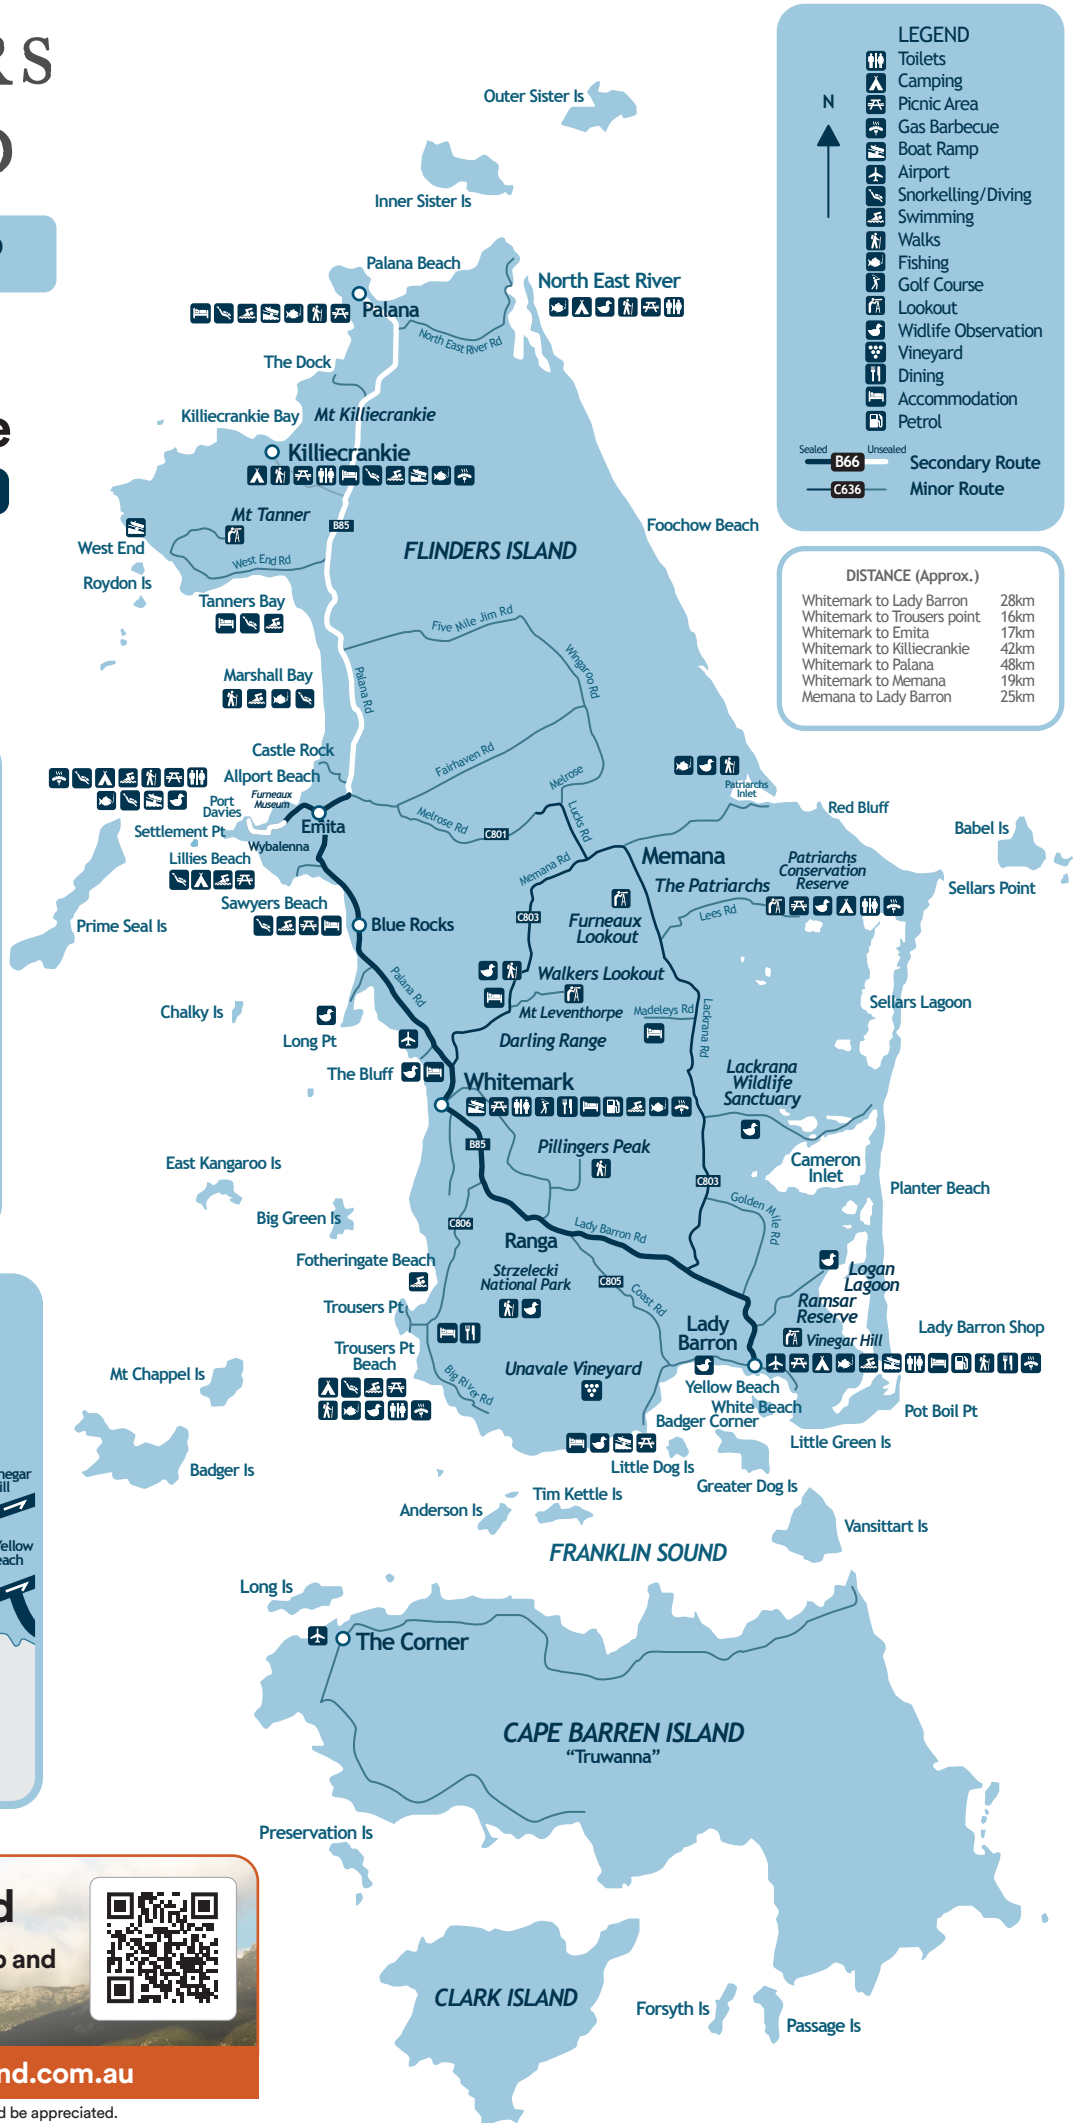 RS
LEGEND
Toilets
Camping
Picnic Area
Gas Barbecue
Boat Ramp
Airport
Snorkelling/Diving
Swimming
Walks
Fishing
Golf Course
Lookout
Widlife Observation
Vineyard
Dining
Accommodation
Petrol
N
Sealed
B66
Unsealed
Secondary Route
C636
Minor Route
DISTANCE (Approx.)
Whitemark to Lady Barron 28km
Whitemark to Trousers point 16km
Whitemark to Emita 17km
Whitemark to Killiecrankie 42km
Whitemark to Palana 48km
Whitemark to Memana 19km
Memana to Lady Barron 25km
Outer Sister Is
Inner Sister Is
Palana Beach
North East River
Palana
North East River Rd
The Dock
Killiecrankie Bay
Mt Killiecrankie
Killiecrankie
Mt Tanner
B85
Foochow Beach
West End
FLINDERS ISLAND
West End Rd
Roydon Is
Tanners Bay
Five Mile Jim Rd
Wingaroo Rd
Marshall Bay
Palana Rd
Castle Rock
Fairhaven Rd
Allport Beach
Melrose
Patriarchs
Inlet
Furneaux
Museum
Port
Davies
Red Bluff
Emita
Melrose Rd
C801
Lucks Rd
Settlement Pt
Babel Is
Wybalenna
Lillies Beach
Memana
Memana Rd
Patriarchs
Conservation
Reserve
The Patriarchs
Sellars Point
Sawyers Beach
Prime Seal Is
Blue Rocks
C803
Furneaux
Lookout
Lees Rd
Walkers Lookout
Palana Rd
Sellars Lagoon
Chalky Is
Mt Leventhorpe
Madeleys Rd
Lackrana Rd
Long Pt
Darling Range
The Bluff
Whitemark
Lackrana
Wildlife
Sanctuary
B85
Pillingers Peak
East Kangaroo Is
Cameron
Inlet
C803
Planter Beach
Big Green Is
C806
Golden Mile Rd
Lady Barron Rd
Ranga
Fotheringate Beach
Strzelecki
National Park
Logan
Lagoon
C805
Coast Rd
Ramsar
Reserve
Trousers Pt
Lady
Barron
Vinegar Hill
Lady Barron Shop
Trousers Pt
Beach
Mt Chappel Is
Unavale Vineyard
Big River Rd
Yellow Beach
White Beach
Pot Boil Pt
Badger Corner
Little Green Is
Badger Is
Little Dog Is
Greater Dog Is
Tim Kettle Is
Anderson Is
Vansittart Is
FRANKLIN SOUND
Long Is
The Corner
CAPE BARREN ISLAND
“Truwanna”
Preservation Is
CLARK ISLAND
Forsyth Is
Passage Is
nd.com.au
d be appreciated.